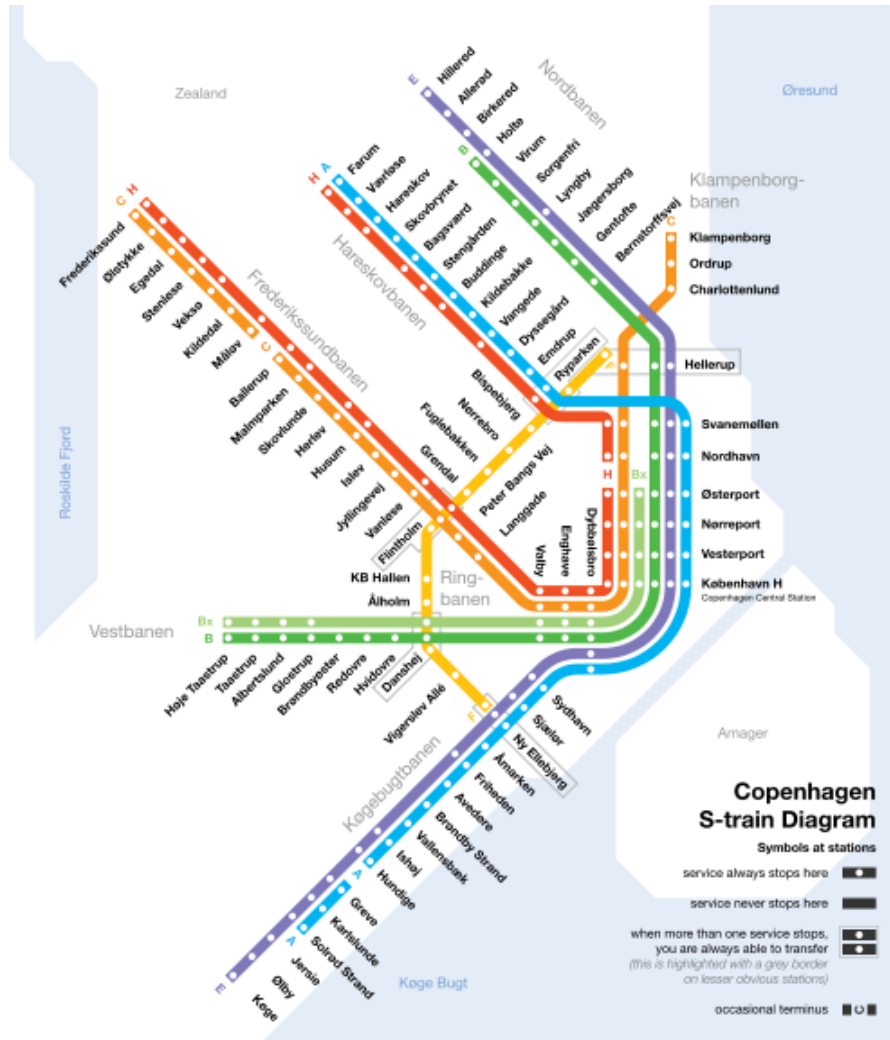 Zealand
Øresund
Nordbanen
E
Hillerød
Allerød
Birkerød
B
Holte
Virum
Sorgenfri
Lyngby
Jægersborg
Gentofte
Bernstorffsvej
Klampenborg-
banen
C
Klampenborg
Ordrup
Charlottenlund
H
A
Farum
Værløse
Hareskov
Skovbrynet
Bagsværd
Stengården
Buddinge
Kildebakke
Vangede
Dyssegård
Emdrup
Ryparken
F
Hareskovbanen
C
H
Frederikssund
Ølstykke
Egedal
Stenløse
Veksø
Kildedal
Måløv
C
Ballerup
Malmparken
Skovlunde
Herlev
Husum
Islev
Jyllingevej
Vanløse
Flintholm
Frederikssundbanen
Bispebjerg
Nørrebro
Fuglebakken
Grøndal
Peter Bangs Vej
Langgade
Valby
Enghave
Dybbølsbro
Hellerup
Svanemøllen
Nordhavn
H
Bx
Østerport
Nørreport
Vesterport
København H
Copenhagen Central Station
Roskilde Fjord
KB Hallen
Ålholm
Ring-
banen
Vestbanen
Bx
B
Høje Taastrup
Taastrup
Albertslund
Glostrup
Brøndbyøster
Rødovre
Hvidovre
Danshøj
Vigerslev Allé
F
Sydhavn
Sjælør
Ny Ellebjerg
Åmarken
Friheden
Avedøre
Brøndby Strand
Vallensbæk
Ishøj
Hundige
A
Greve
Karlslunde
Solrød Strand
A
Jersie
Ølby
Køge
E
Køgebugtbanen
Køge Bugt
Amager
Copenhagen
S-train Diagram
Symbols at stations
service always stops here
service never stops here
when more than one service stops,
you are always able to transfer
(this is highlighted with a grey border
on lesser obvious stations)
occasional terminus
C